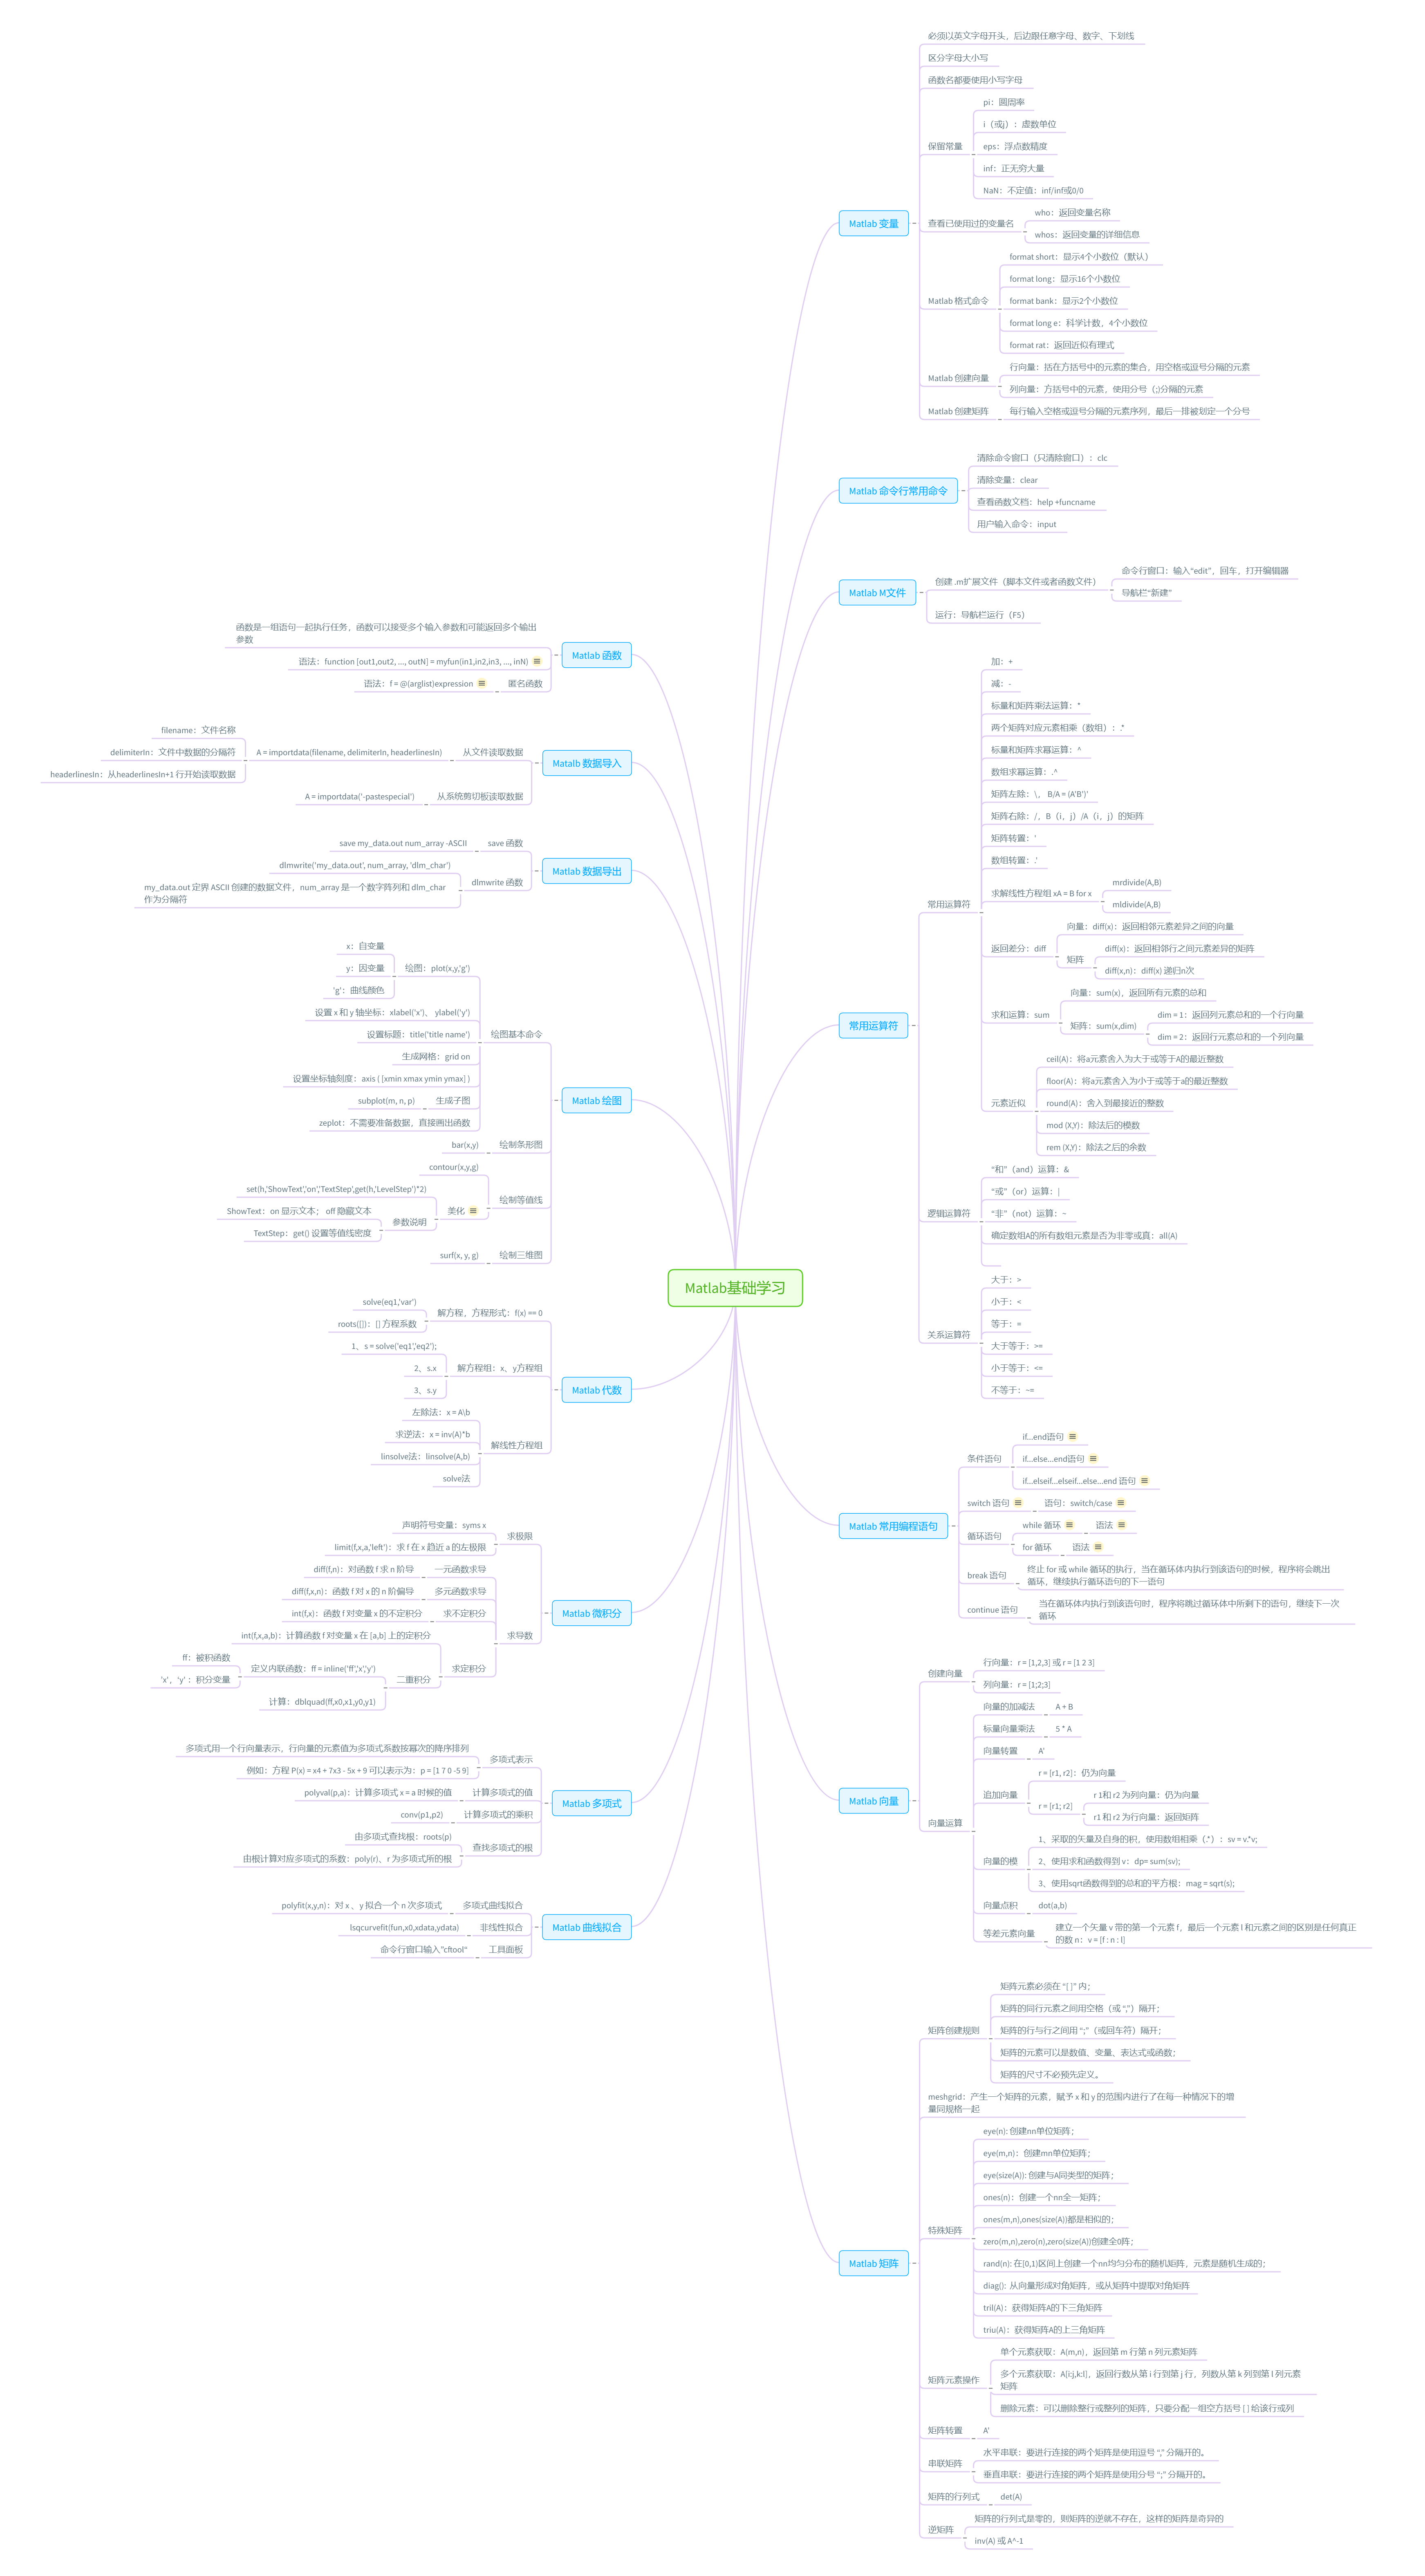 Matlab基础学习
Matlab 变量
必须以英文字母开头，后边跟任意字母、数字、下划线
区分字母大小写
函数名都要使用小写字母
保留常量
pi：圆周率
i（或j）：虚数单位
eps：浮点数精度
inf：正无穷大量
NaN：不定值：inf/inf或0/0
查看已使用过的变量名
who：返回变量名称
whos：返回变量的详细信息
Matlab 格式命令
format short：显示4个小数位（默认）
format long：显示16个小数位
format bank：显示2个小数位
format long e：科学计数，4个小数位
format rat：返回近似有理式
Matlab 创建向量
行向量：括在方括号中的元素的集合，用空格或逗号分隔的元素
列向量：方括号中的元素，使用分号（;)分隔的元素
Matlab 创建矩阵
每行输入空格或逗号分隔的元素序列，最后一排被划定一个分号
Matlab 命令行常用命令
清除命令窗口（只清除窗口）：clc
清除变量：clear
查看函数文档：help +funcname
用户输入命令：input
Matlab M文件
创建 .m扩展文件（脚本文件或者函数文件）
命令行窗口：输入“edit”，回车，打开编辑器
导航栏“新建”
运行：导航栏运行（F5）
常用运算符
常用运算符
加：+
减：-
标量和矩阵乘法运算：*
两个矩阵对应元素相乘（数组）：.*
标量和矩阵求幂运算：^
数组求幂运算：.^
矩阵左除：\， B/A = (A'B')'
矩阵右除：/，B（i，j）/A（i，j）的矩阵
矩阵转置：'
数组转置：.'
求解线性方程组 xA = B for x
mrdivide(A,B)
mldivide(A,B)
返回差分：diff
向量：diff(x)：返回相邻元素差异之间的向量
矩阵
diff(x)：返回相邻行之间元素差异的矩阵
diff(x,n)：diff(x) 递归n次
求和运算：sum
向量：sum(x)，返回所有元素的总和
矩阵：sum(x,dim)
dim = 1：返回列元素总和的一个行向量
dim = 2：返回行元素总和的一个列向量
元素近似
ceil(A)：将a元素舍入为大于或等于A的最近整数
floor(A)：将a元素舍入为小于或等于a的最近整数
round(A)：舍入到最接近的整数
mod (X,Y)：除法后的模数
rem (X,Y)：除法之后的余数
逻辑运算符
“和”（and）运算：&
“或”（or）运算：|
“非”（not）运算：~
确定数组A的所有数组元素是否为非零或真：all(A)
关系运算符
大于：>
小于：<
等于：=
大于等于：>=
小于等于：<=
不等于：~=
Matlab 常用编程语句
条件语句
if...end语句
if...else...end语句
if...elseif...elseif...else...end 语句
switch 语句
语句：switch/case
循环语句
while 循环
语法
for 循环
语法
break 语句
终止 for 或 while 循环的执行，当在循环体内执行到该语句的时候，程序将会跳出
循环，继续执行循环语句的下一语句
continue 语句
当在循环体内执行到该语句时，程序将跳过循环体中所剩下的语句，继续下一次
循环
Matlab 向量
创建向量
行向量：r = [1,2,3] 或 r = [1 2 3]
列向量：r = [1;2;3]
向量运算
向量的加减法
A + B
标量向量乘法
5 * A
向量转置
A'
追加向量
r = [r1, r2]：仍为向量
r = [r1; r2]
r 1和 r2 为列向量：仍为向量
r1 和 r2 为行向量：返回矩阵
向量的模
1、采取的矢量及自身的积，使用数组相乘（.*）：sv = v.*v;
2、使用求和函数得到 v：dp= sum(sv);
3、使用sqrt函数得到的总和的平方根：mag = sqrt(s);
向量点积
dot(a,b)
等差元素向量
建立一个矢量 v 带的第一个元素 f，最后一个元素 l 和元素之间的区别是任何真正
的数 n：v = [f : n : l]
Matlab 矩阵
矩阵创建规则
矩阵元素必须在 “[ ]” 内；
矩阵的同行元素之间用空格（或 “,”）隔开；
矩阵的行与行之间用 “;”（或回车符）隔开；
矩阵的元素可以是数值、变量、表达式或函数；
矩阵的尺寸不必预先定义。
meshgrid：产生一个矩阵的元素，赋予 x 和 y 的范围内进行了在每一种情况下的增
量同规格一起
特殊矩阵
eye(n): 创建nn单位矩阵；
eye(m,n)：创建mn单位矩阵；
eye(size(A)): 创建与A同类型的矩阵；
ones(n)：创建一个nn全一矩阵；
ones(m,n),ones(size(A))都是相似的；
zero(m,n),zero(n),zero(size(A))创建全0阵；
rand(n): 在[0,1]区间上创建一个nn均匀分布的随机矩阵，元素是随机生成的；
diag(): 从向量形成对角矩阵，或从矩阵中提取对角矩阵
tril(A)：获得矩阵A的下三角矩阵
triu(A)：获得矩阵A的上三角矩阵
矩阵元素操作
单个元素获取：A(m,n)，返回第 m 行第 n 列元素矩阵
多个元素获取：A[i:j,k:l]，返回行数从第 i 行到第 j 行，列数从第 k 列到第 l 列元素
矩阵
删除元素：可以删除整行或整列的矩阵，只要分配一组空方括号 [ ] 给该行或列
矩阵转置
A'
串联矩阵
水平串联：要进行连接的两个矩阵是使用逗号 “,” 分隔开的。
垂直串联：要进行连接的两个矩阵是使用分号 “;” 分隔开的。
矩阵的行列式
det(A)
逆矩阵
矩阵的行列式是零的，则矩阵的逆就不存在，这样的矩阵是奇异的
inv(A) 或 A^-1
Matlab 函数
函数是一组语句一起执行任务，函数可以接受多个输入参数和可能返回多个输出
参数
语法：function [out1,out2, ..., outN] = myfun(in1,in2,in3, ..., inN)
匿名函数
语法：f = @(arglist)expression
Matalb 数据导入
从文件读取数据
A = importdata(filename, delimiterIn, headerlinesIn)
filename：文件名称
delimiterIn：文件中数据的分隔符
headerlinesIn：从headerlinesIn+1 行开始读取数据
从系统剪切板读取数据
A = importdata('-pastespecial')
Matlab 数据导出
save 函数
save my_data.out num_array -ASCII
dlmwrite 函数
dlmwrite('my_data.out', num_array, 'dlm_char')
my_data.out 定界 ASCII 创建的数据文件，num_array 是一个数字阵列和 dlm_char
作为分隔符
Matlab 绘图
绘图基本命令
绘图：plot(x,y,'g')
x：自变量
y：因变量
'g'：曲线颜色
设置 x 和 y 轴坐标：xlabel('x')、 ylabel('y')
设置标题：title('title name')
生成网格：grid on
设置坐标轴刻度：axis ( [xmin xmax ymin ymax] )
生成子图
subplot(m, n, p)
zeplot：不需要准备数据，直接画出函数
绘制条形图
bar(x,y)
绘制等值线
contour(x,y,g)
美化
set(h,'ShowText','on','TextStep',get(h,'LevelStep')*2)
参数说明
ShowText：on 显示文本； off 隐藏文本
TextStep：get() 设置等值线密度
绘制三维图
surf(x, y, g)
Matlab 代数
解方程，方程形式：f(x) == 0
solve(eq1,'var')
roots([])：[] 方程系数
解方程组：x、y方程组
1、s = solve('eq1','eq2');
2、s.x
3、s.y
解线性方程组
左除法：x = A\b
求逆法：x = inv(A)*b
linsolve法：linsolve(A,b)
solve法
Matlab 微积分
求极限
声明符号变量：syms x
limit(f,x,a,'left')：求 f 在 x 趋近 a 的左极限
求导数
一元函数求导
diff(f,n)：对函数 f 求 n 阶导
多元函数求导
diff(f,x,n)：函数 f 对 x 的 n 阶偏导
求不定积分
int(f,x)：函数 f 对变量 x 的不定积分
求定积分
int(f,x,a,b)：计算函数 f 对变量 x 在 [a,b] 上的定积分
二重积分
定义内联函数：ff = inline('ff','x','y')
ff：被积函数
'x'，'y' ：积分变量
计算：dblquad(ff,x0,x1,y0,y1)
Matlab 多项式
多项式表示
多项式用一个行向量表示，行向量的元素值为多项式系数按幂次的降序排列
例如：方程 P(x) = x4 + 7x3 - 5x + 9 可以表示为：p = [1 7 0 -5 9]
计算多项式的值
polyval(p,a)：计算多项式 x = a 时候的值
计算多项式的乘积
conv(p1,p2)
查找多项式的根
由多项式查找根：roots(p)
由根计算对应多项式的系数：poly(r)、r 为多项式所的根
Matlab 曲线拟合
多项式曲线拟合
polyfit(x,y,n)：对 x 、y 拟合一个 n 次多项式
非线性拟合
lsqcurvefit(fun,x0,xdata,ydata)
工具面板
命令行窗口输入”cftool“